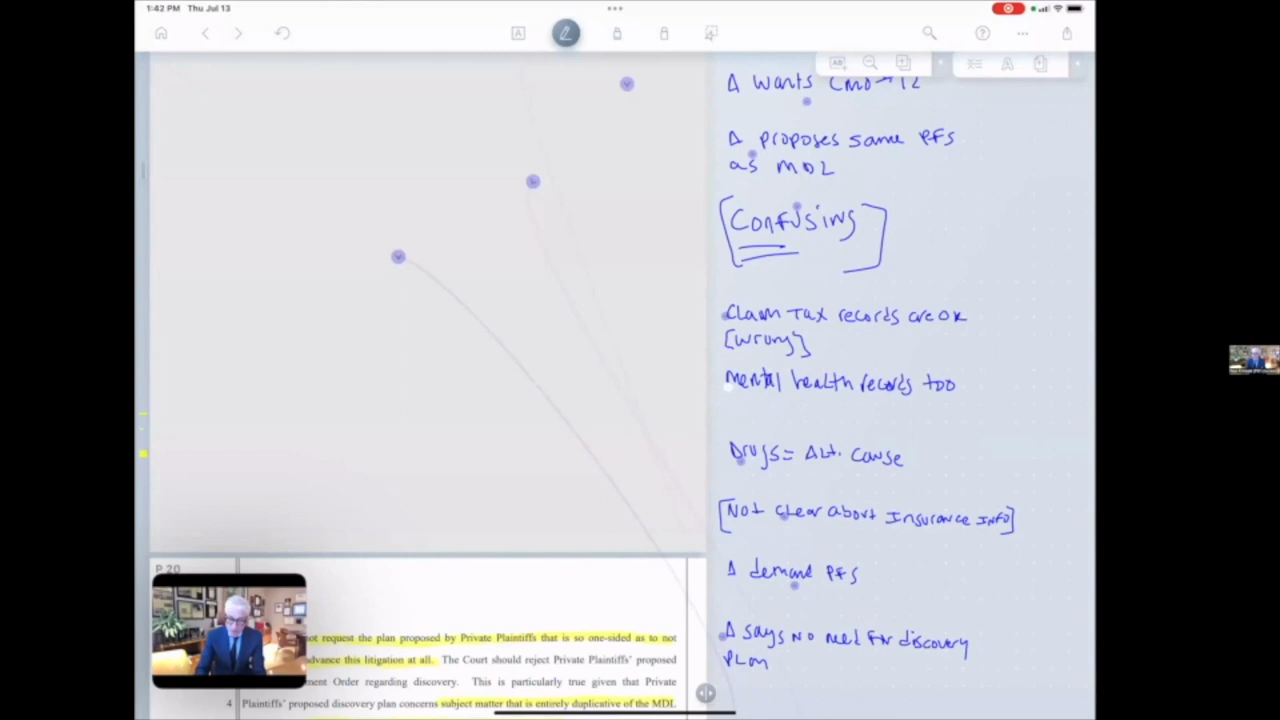 1:42 PM Thu Jul 13
Δ wants CMO-12
Δ proposes same PFS
as MDL
[Confusing]
Claim Tax records are ok
[wrong]
Mental health records too
Drugs = Alt. cause
[Not clear about Insurance Info]
Δ demand PFS
Δ says no need for discovery
Plan
P 20
not request the plan proposed by Private Plaintiffs that is so one-sided as to not
dvance this litigation at all. The Court should reject Private Plaintiffs' proposed
ment Order regarding discovery. This is particularly true given that Private
4 Plaintiffs' proposed discovery plan concerns subject matter that is entirely duplicative of the MDL